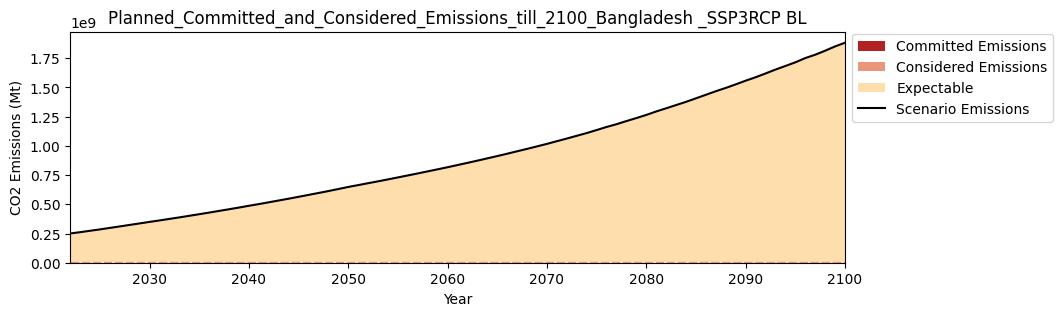 Planned_Committed_and_Considered_Emissions_till_2100_Bangladesh _SSP3RCP BL
1e9
Committed Emissions
Considered Emissions
Expectable
Scenario Emissions
CO2 Emissions (Mt)
1.75
1.50
1.25
1.00
0.75
0.50
0.25
0.00
2030 2040 2050 2060 2070 2080 2090 2100
Year